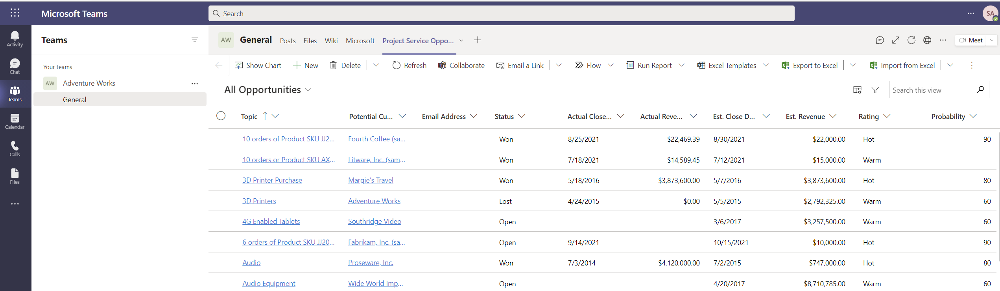 Microsoft Teams
Search
SA
Activity
Chat
Teams
Calendar
Calls
Files
Teams
Your teams
AW Adventure Works
General
AW General Posts Files Wiki Microsoft Project Service Oppo... Meet
Show Chart New Delete Refresh Collaborate Email a Link Flow Run Report Excel Templates Export to Excel Import from Excel
All Opportunities
Search this view
Topic Potential Cu... Email Address Status Actual Close... Actual Reve... Est. Close D... Est. Revenue Rating Probability
10 orders of Product SKU JJ2... Fourth Coffee (sa... Won 8/25/2021 $22,469.39 8/30/2021 $22,000.00 Hot 90
10 orders or Product SKU AX... Litware, Inc. (sam... Won 7/18/2021 $14,589.45 7/12/2021 $15,000.00 Warm
3D Printer Purchase Margie's Travel Won 5/18/2016 $3,873,600.00 5/7/2016 $3,873,600.00 Hot 80
3D Printers Adventure Works Lost 4/24/2015 $0.00 5/5/2015 $2,792,325.00 Warm 60
4G Enabled Tablets Southridge Video Open 3/6/2017 $3,257,500.00 Warm 60
6 orders of Product SKU JJ20... Fabrikam, Inc. (sa... Open 9/14/2021 10/15/2021 $10,000.00 Hot 90
Audio Proseware, Inc. Won 7/3/2014 $4,120,000.00 7/2/2015 $747,000.00 Hot 80
Audio Equipment Wide World Imp... Open 4/20/2017 $8,710,785.00 Warm 60